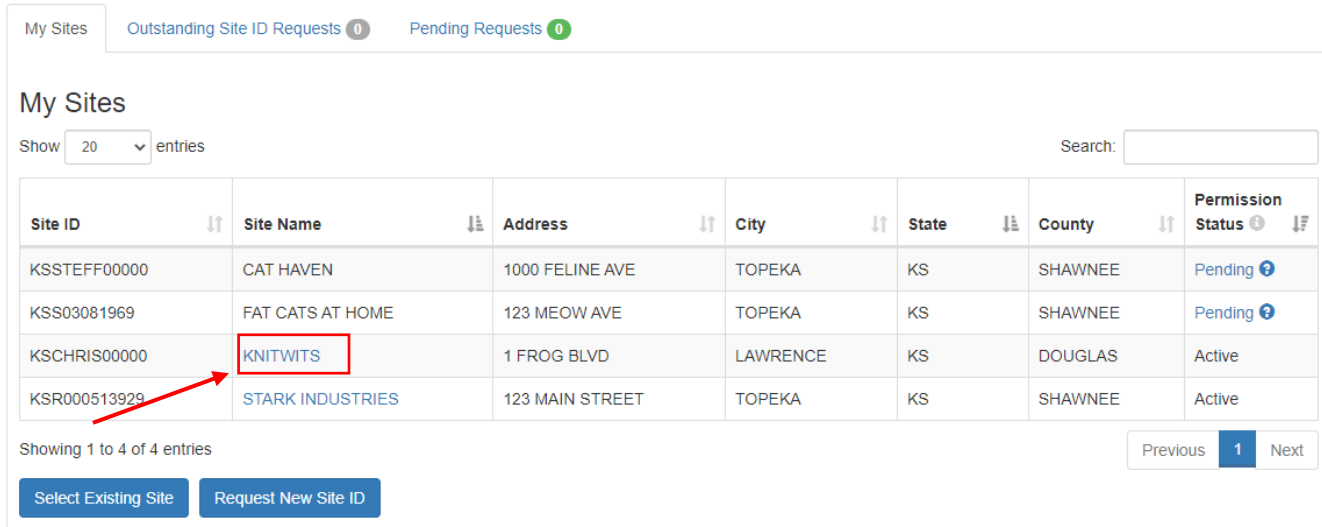 My Sites Outstanding Site ID Requests 0 Pending Requests 0
My Sites
Show 20 entries Search:
Site ID Site Name Address City State County Permission Status
KSSTEFF00000 CAT HAVEN 1000 FELINE AVE TOPEKA KS SHAWNEE Pending
KSS03081969 FAT CATS AT HOME 123 MEOW AVE TOPEKA KS SHAWNEE Pending
KSCHRIS00000 KNITWITS 1 FROG BLVD LAWRENCE KS DOUGLAS Active
KSR000513929 STARK INDUSTRIES 123 MAIN STREET TOPEKA KS SHAWNEE Active
Showing 1 to 4 of 4 entries Previous 1 Next
Select Existing Site Request New Site ID